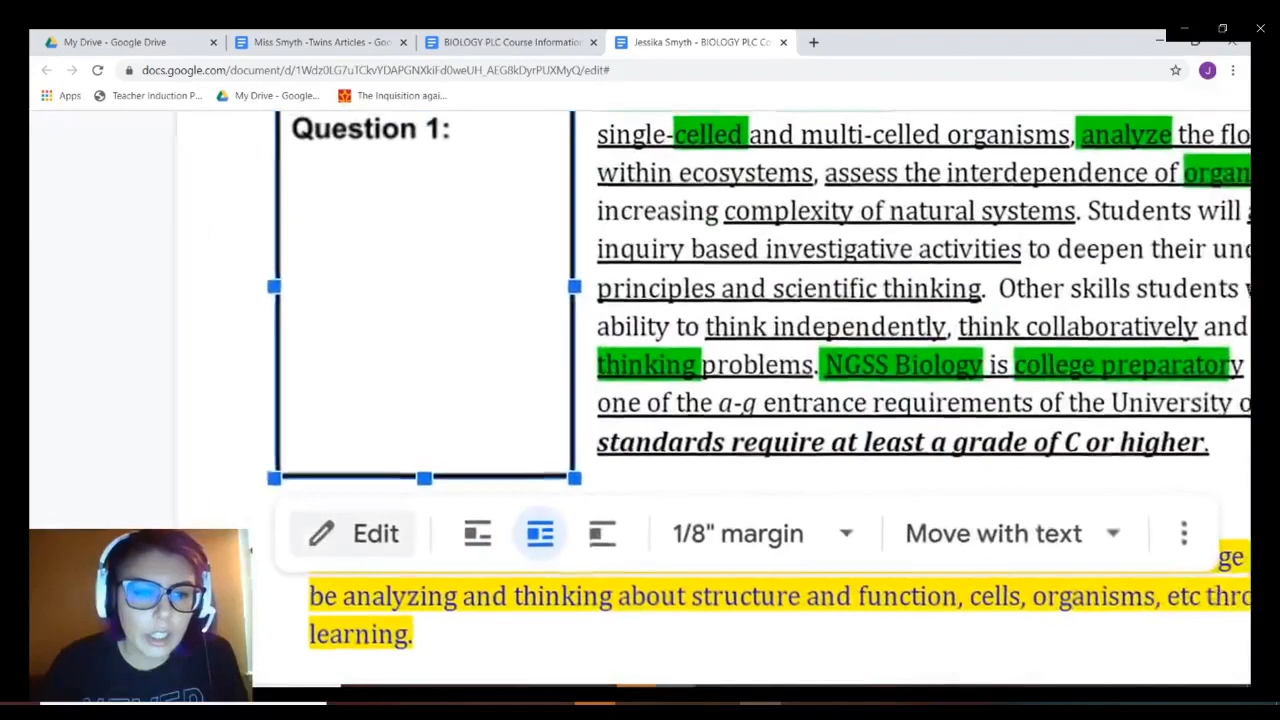 My Drive - Google Drive
Miss Smyth -Twins Articles - Goo
BIOLOGY PLC Course Information
Jessika Smyth - BIOLOGY PLC Co
docs.google.com/document/d/1Wdz0LG7uTCkvYDAPGNXkiFd0weUH_AEG8kDyrPUXMyQ/edit#
J
Apps
Teacher Induction P...
My Drive - Google...
The Inquisition agai...
Question 1:
single-celled and multi-celled organisms, analyze the flo
within ecosystems, assess the interdependence of organ
increasing complexity of natural systems. Students will
inquiry based investigative activities to deepen their und
principles and scientific thinking. Other skills students w
ability to think independently, think collaboratively and
thinking problems. NGSS Biology is college preparatory
one of the a-g entrance requirements of the University o
standards require at least a grade of C or higher.
Edit
1/8" margin
Move with text
ge
be analyzing and thinking about structure and function, cells, organisms, etc thro
learning.